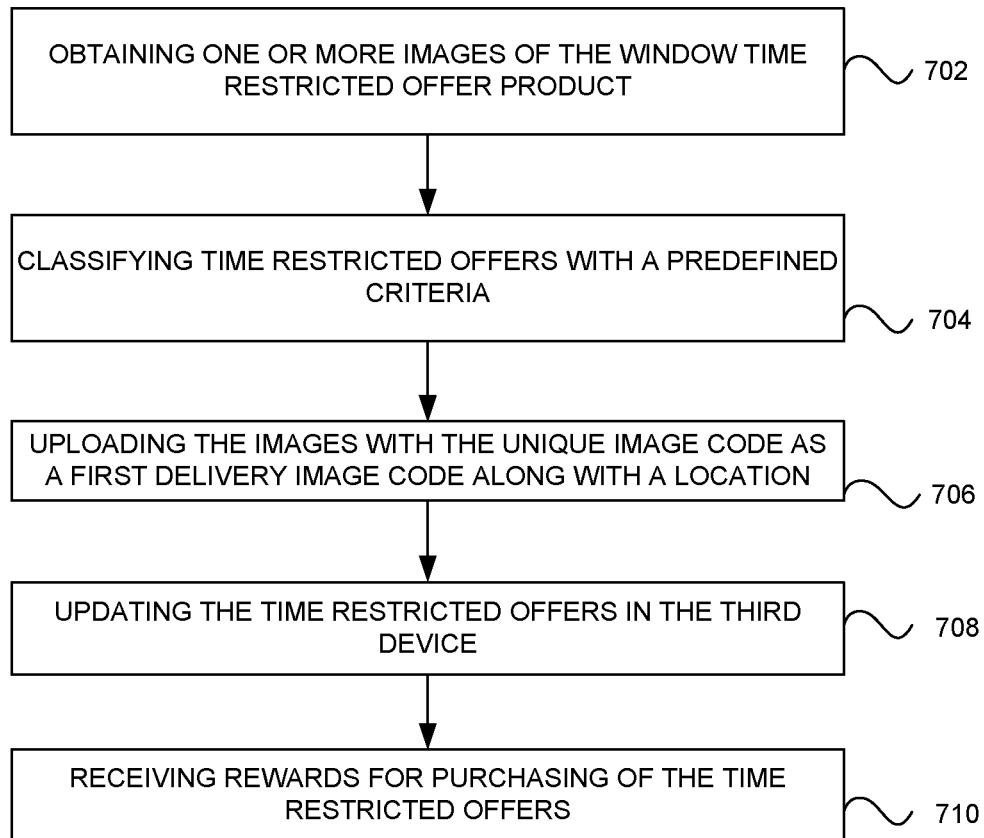 OBTAINING ONE OR MORE IMAGES OF THE WINDOW TIME
RESTRICTED OFFER PRODUCT
702
CLASSIFYING TIME RESTRICTED OFFERS WITH A PREDEFINED
CRITERIA
704
UPLOADING THE IMAGES WITH THE UNIQUE IMAGE CODE AS
A FIRST DELIVERY IMAGE CODE ALONG WITH A LOCATION
706
UPDATING THE TIME RESTRICTED OFFERS IN THE THIRD
DEVICE
708
RECEIVING REWARDS FOR PURCHASING OF THE TIME
RESTRICTED OFFERS
710